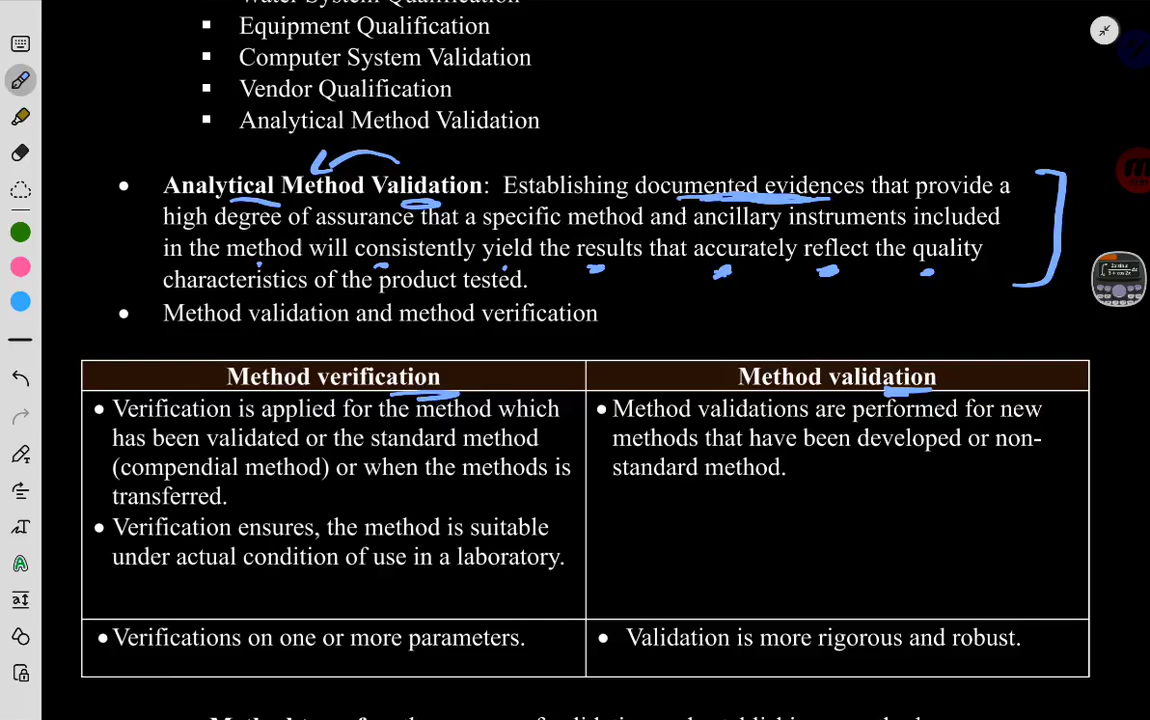 Equipment Qualification
Computer System Validation
Vendor Qualification
Analytical Method Validation
Analytical Method Validation: Establishing documented evidences that provide a
high degree of assurance that a specific method and ancillary instruments included
in the method will consistently yield the results that accurately reflect the quality
characteristics of the product tested.
Method validation and method verification
Method verification
Verification is applied for the method which
has been validated or the standard method
(compendial method) or when the methods is
transferred.
Verification ensures, the method is suitable
under actual condition of use in a laboratory.
Method validation
Method validations are performed for new
methods that have been developed or non-
standard method.
Verifications on one or more parameters.
Validation is more rigorous and robust.